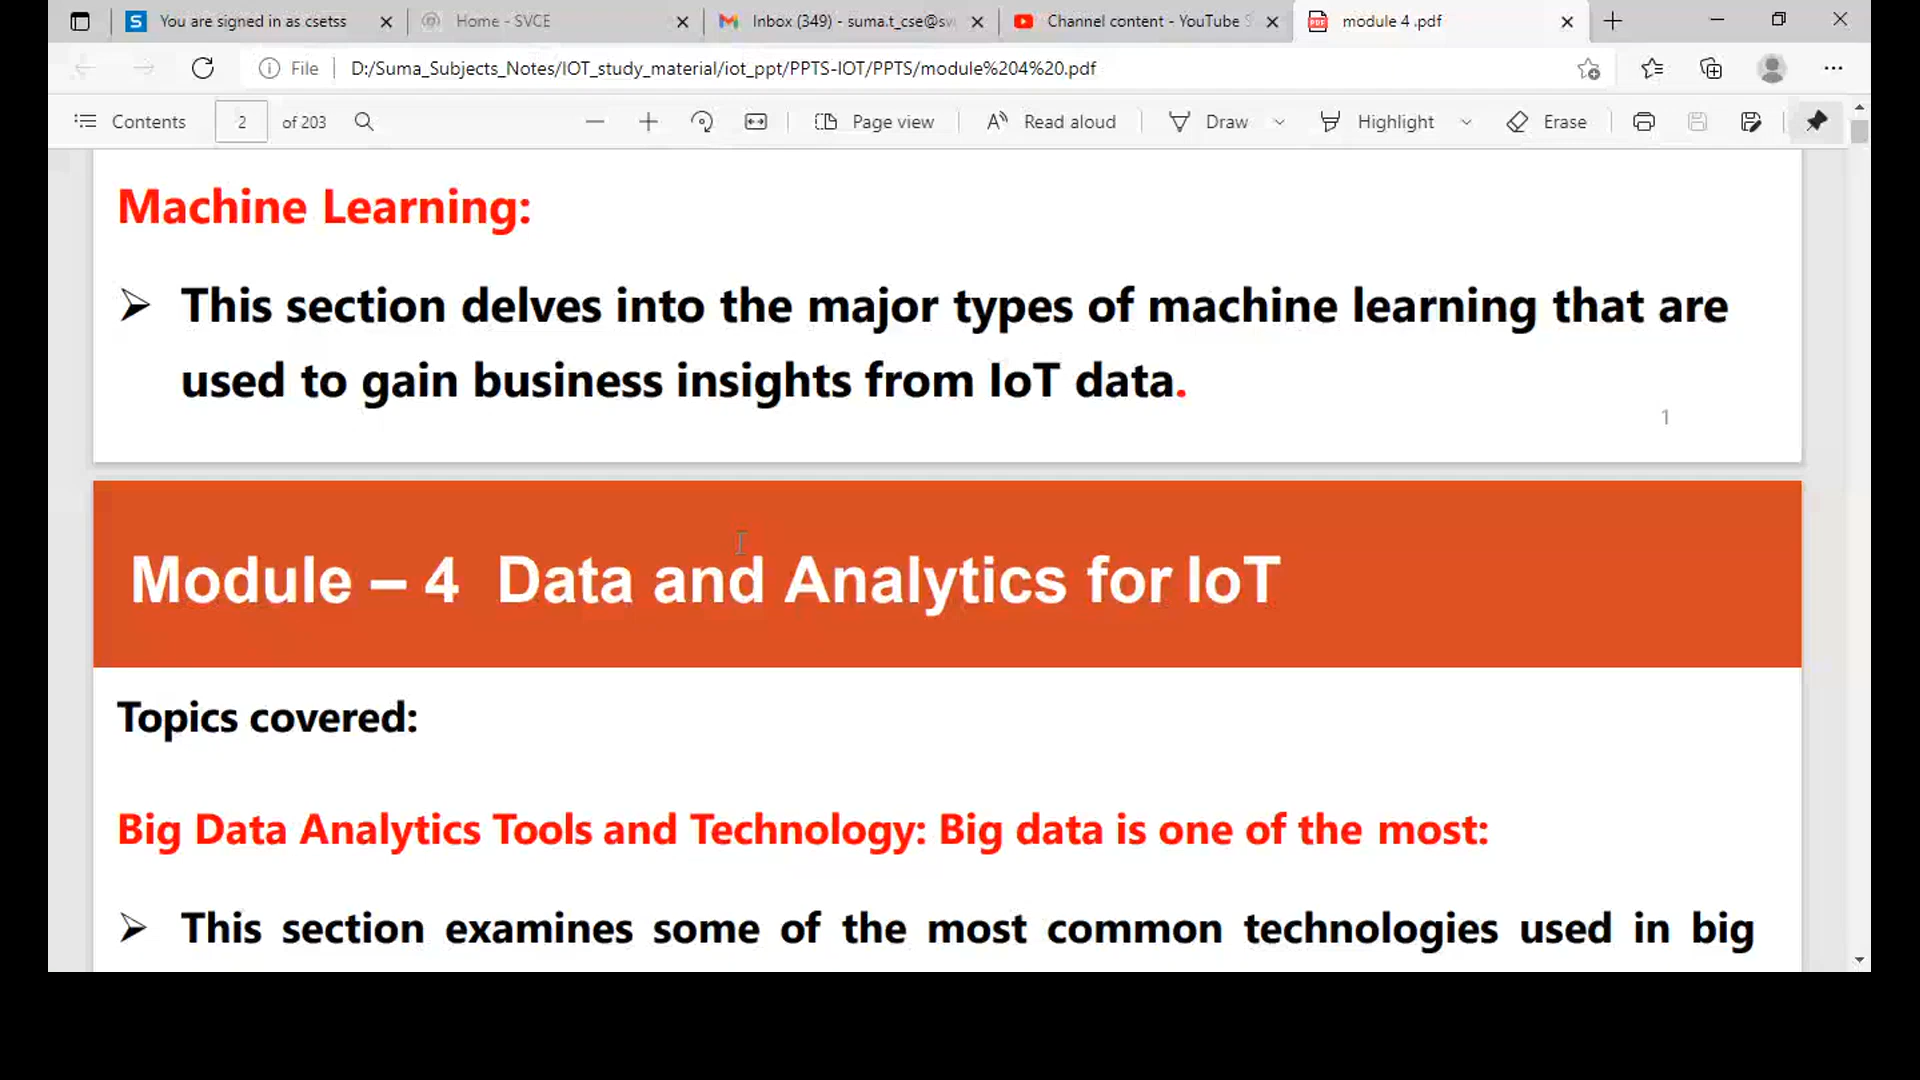 You are signed in as csetss
Home - SVCE
Inbox (349) - suma.t_cse@sv
Channel content - YouTube S
module 4 .pdf
File
D:/Suma_Subjects_Notes/IOT_study_material/iot_ppt/PPTS-IOT/PPTS/module%204%20.pdf
Contents
2
of 203
Page view
Read aloud
Draw
Highlight
Erase
Machine Learning:
This section delves into the major types of machine learning that are
used to gain business insights from IoT data.
1
Module – 4 Data and Analytics for IoT
Topics covered:
Big Data Analytics Tools and Technology: Big data is one of the most:
This section examines some of the most common technologies used in big